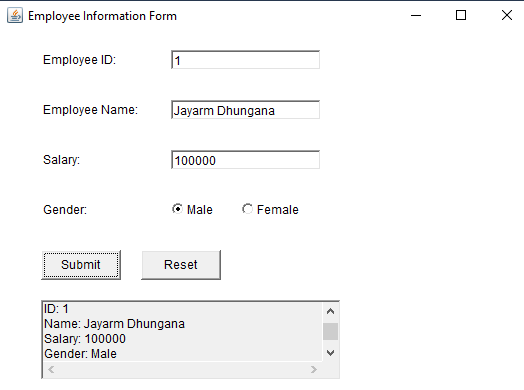 Employee Information Form
Employee ID: 1
Employee Name: Jayarm Dhungana
Salary: 100000
Gender: Male Female
Submit Reset
ID: 1
Name: Jayarm Dhungana
Salary: 100000
Gender: Male